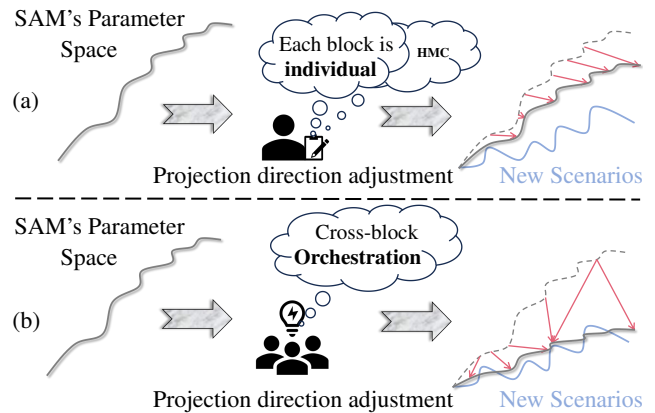 SAM's Parameter
Space
Each block is
individual
HMC
(a)
Projection direction adjustment
New Scenarios
SAM's Parameter
Space
Cross-block
Orchestration
(b)
Projection direction adjustment
New Scenarios